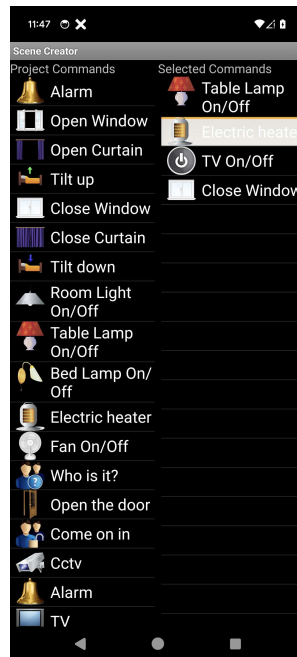 11:47
Scene Creator
Project Commands
Alarm
Open Window
Open Curtain
Tilt up
Close Window
Close Curtain
Tilt down
Room Light
On/Off
Table Lamp
On/Off
Bed Lamp On/
Off
Electric heater
Fan On/Off
Who is it?
Open the door
Come on in
Cctv
Alarm
TV
Selected Commands
Table Lamp
On/Off
Electric heate
TV On/Off
Close Window